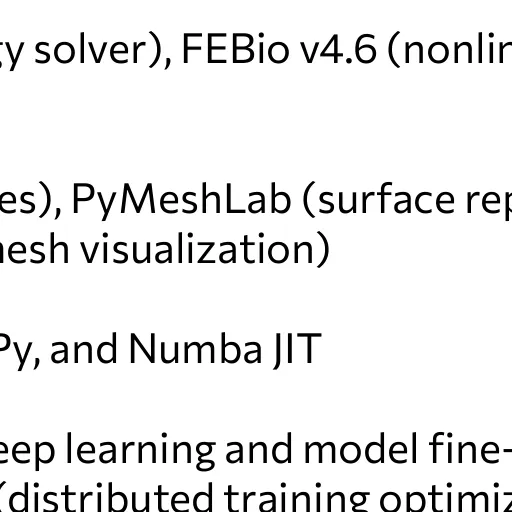 gy solver), FEBio v4.6 (nonlin
es), PyMeshLab (surface rep
nesh visualization)
Py, and Numba JIT
eep learning and model fine-
(distributed training optimiz